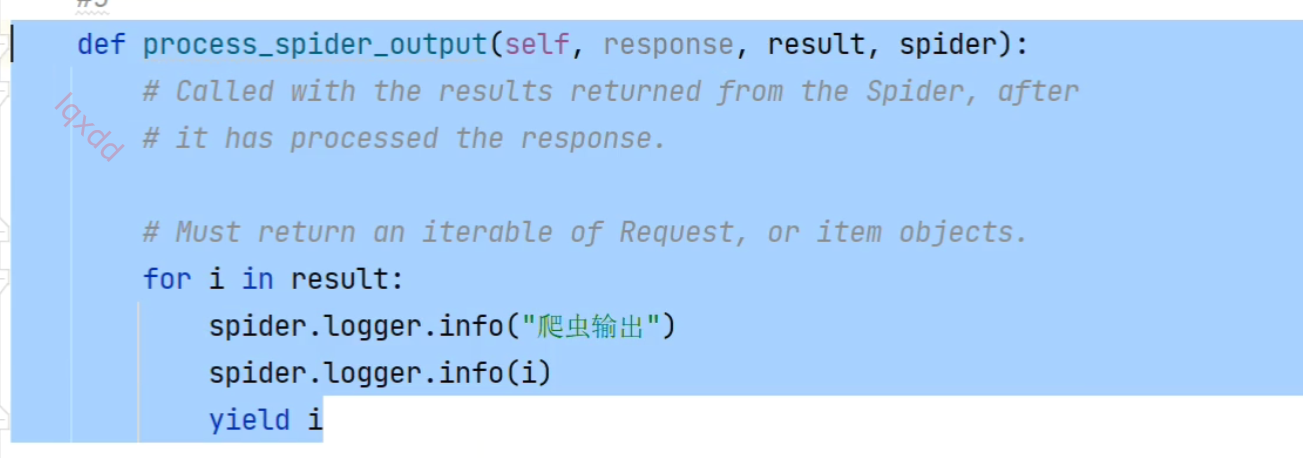 def process_spider_output(self, response, result, spider):
# Called with the results returned from the Spider, after
# it has processed the response.
# Must return an iterable of Request, or item objects.
for i in result:
spider.logger.info("爬虫输出")
spider.logger.info(i)
yield i
lqxdd